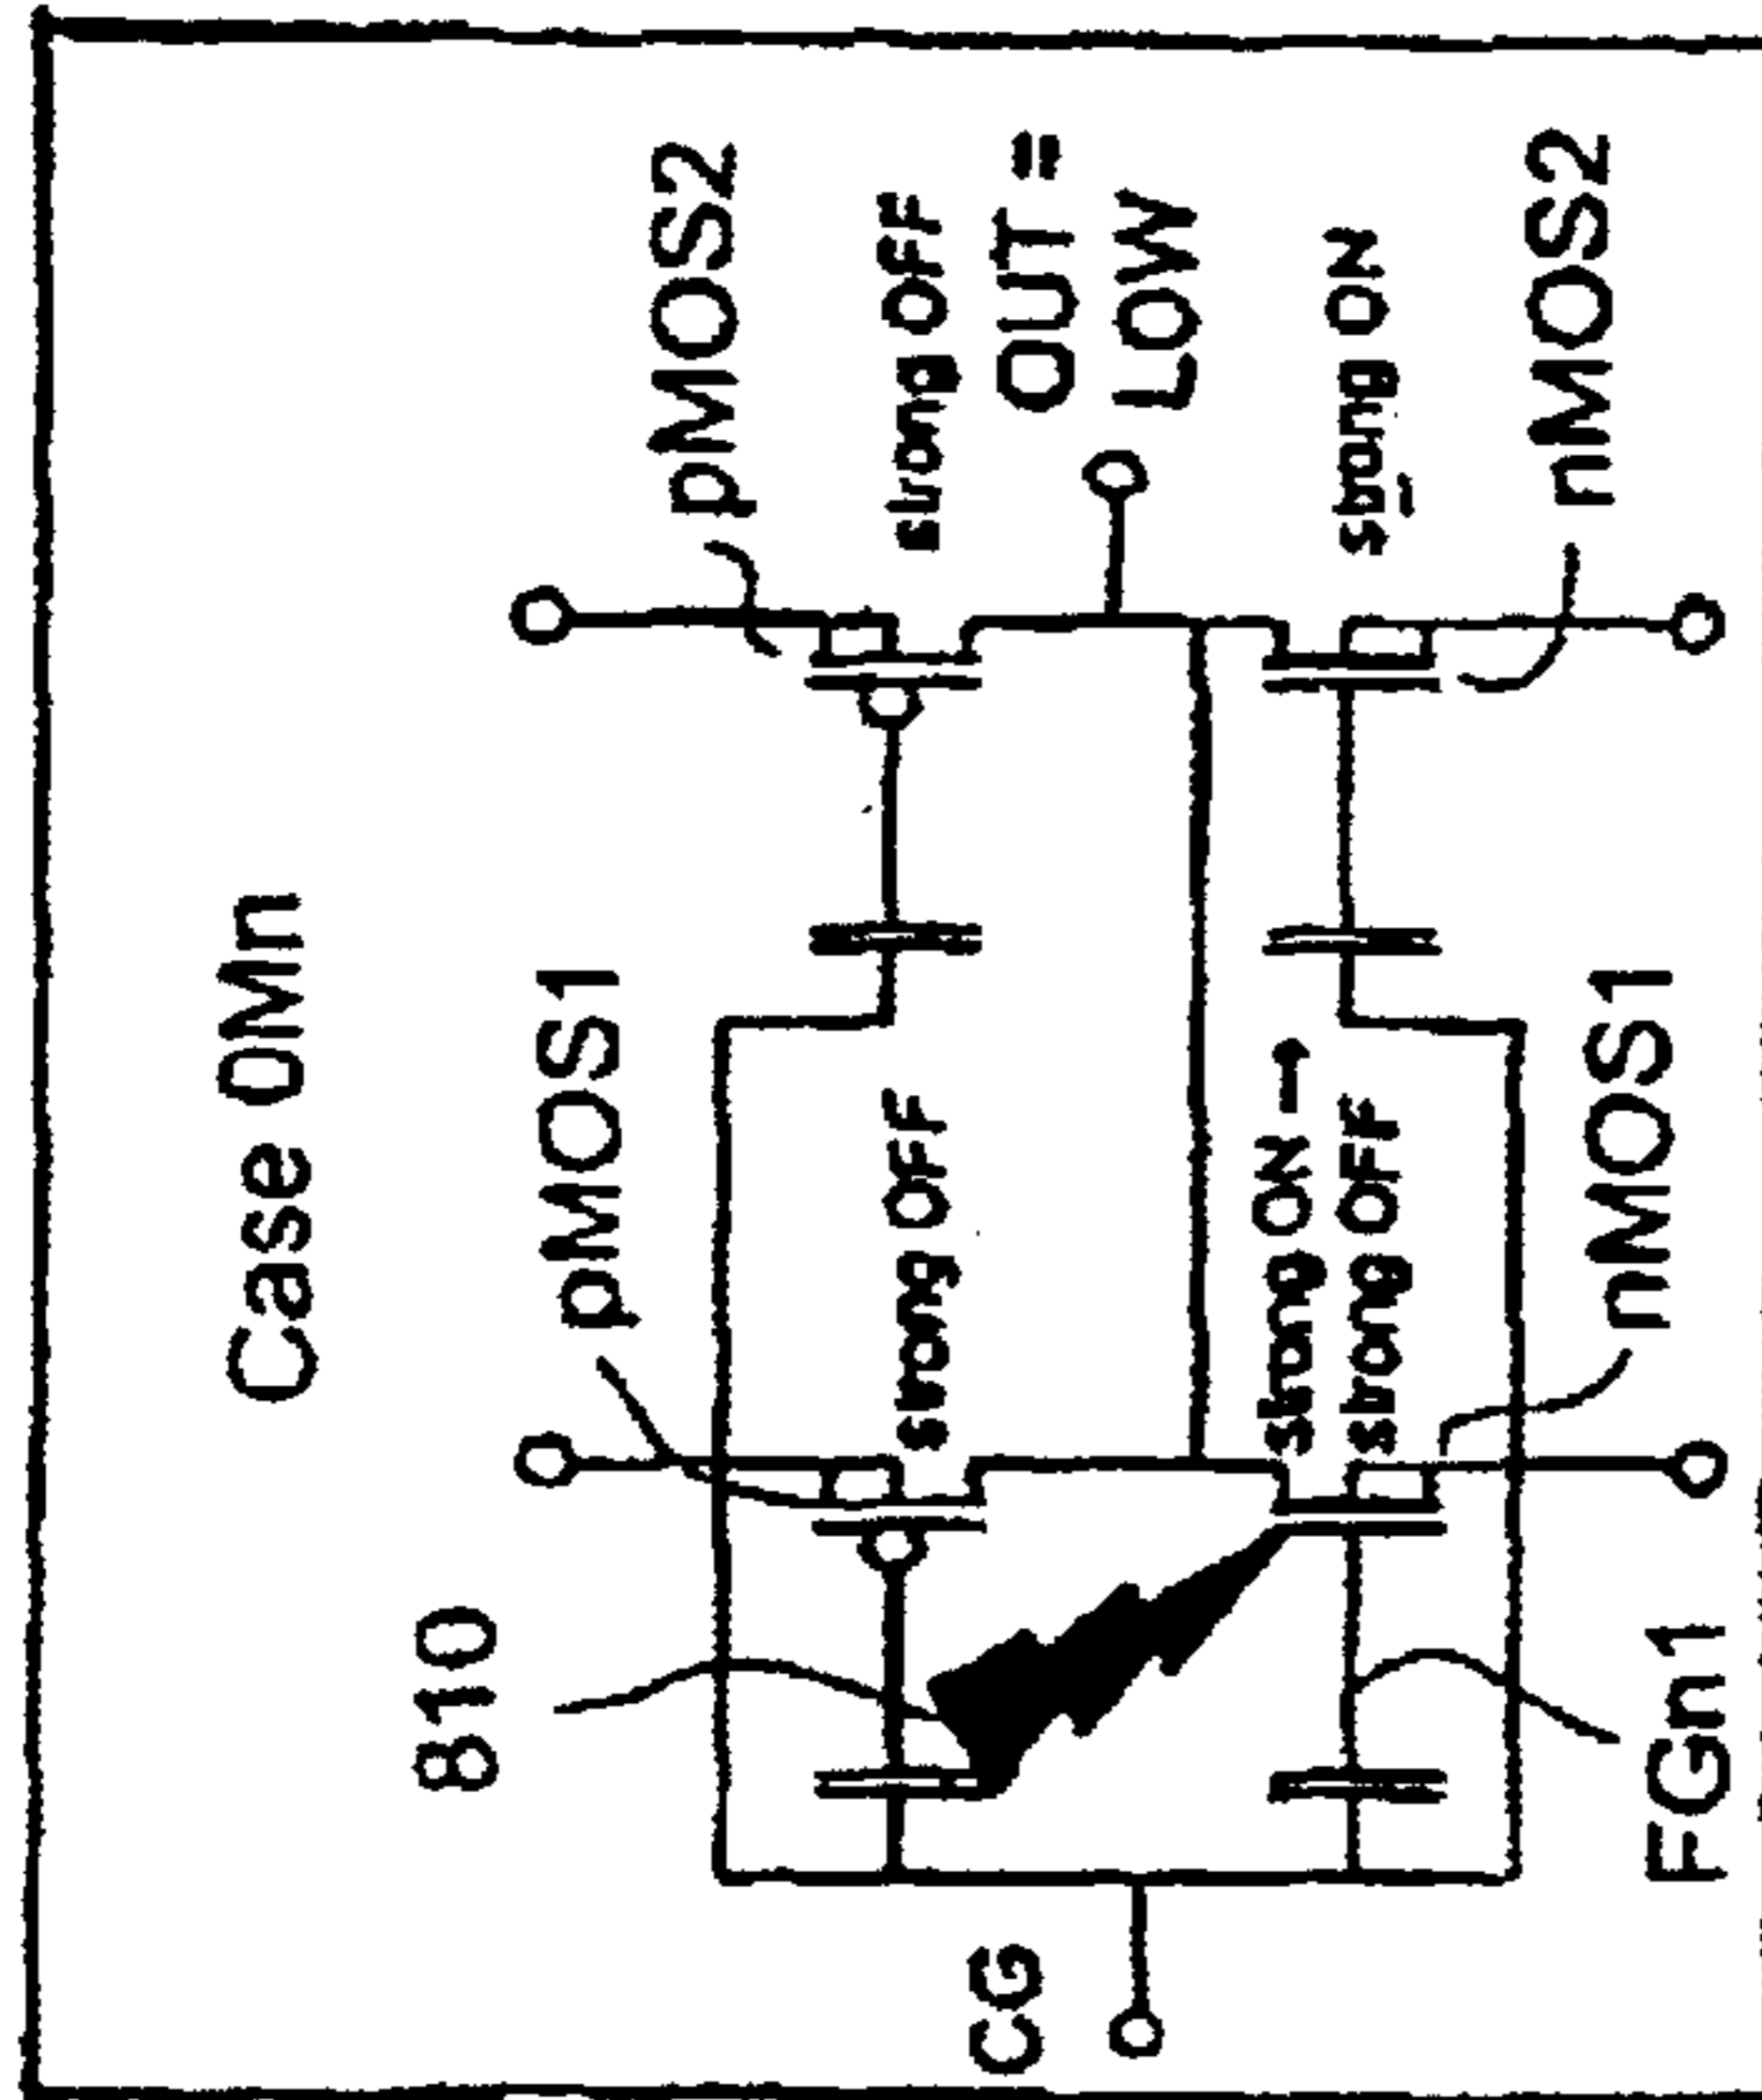 Case 0Mn
810
pMOS1
pMOS2
strong OFF
strong OFF
CG
OUT =
LOW
strong ON →
strong OFF
strong ON
nMOS2
nMOS1
FGn1